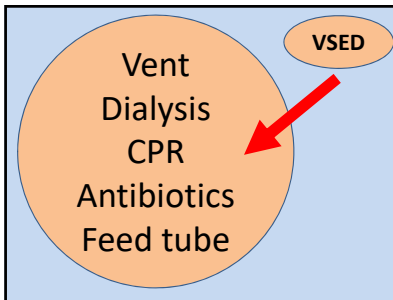 VSED
Vent
Dialysis
CPR
Antibiotics
Feed tube